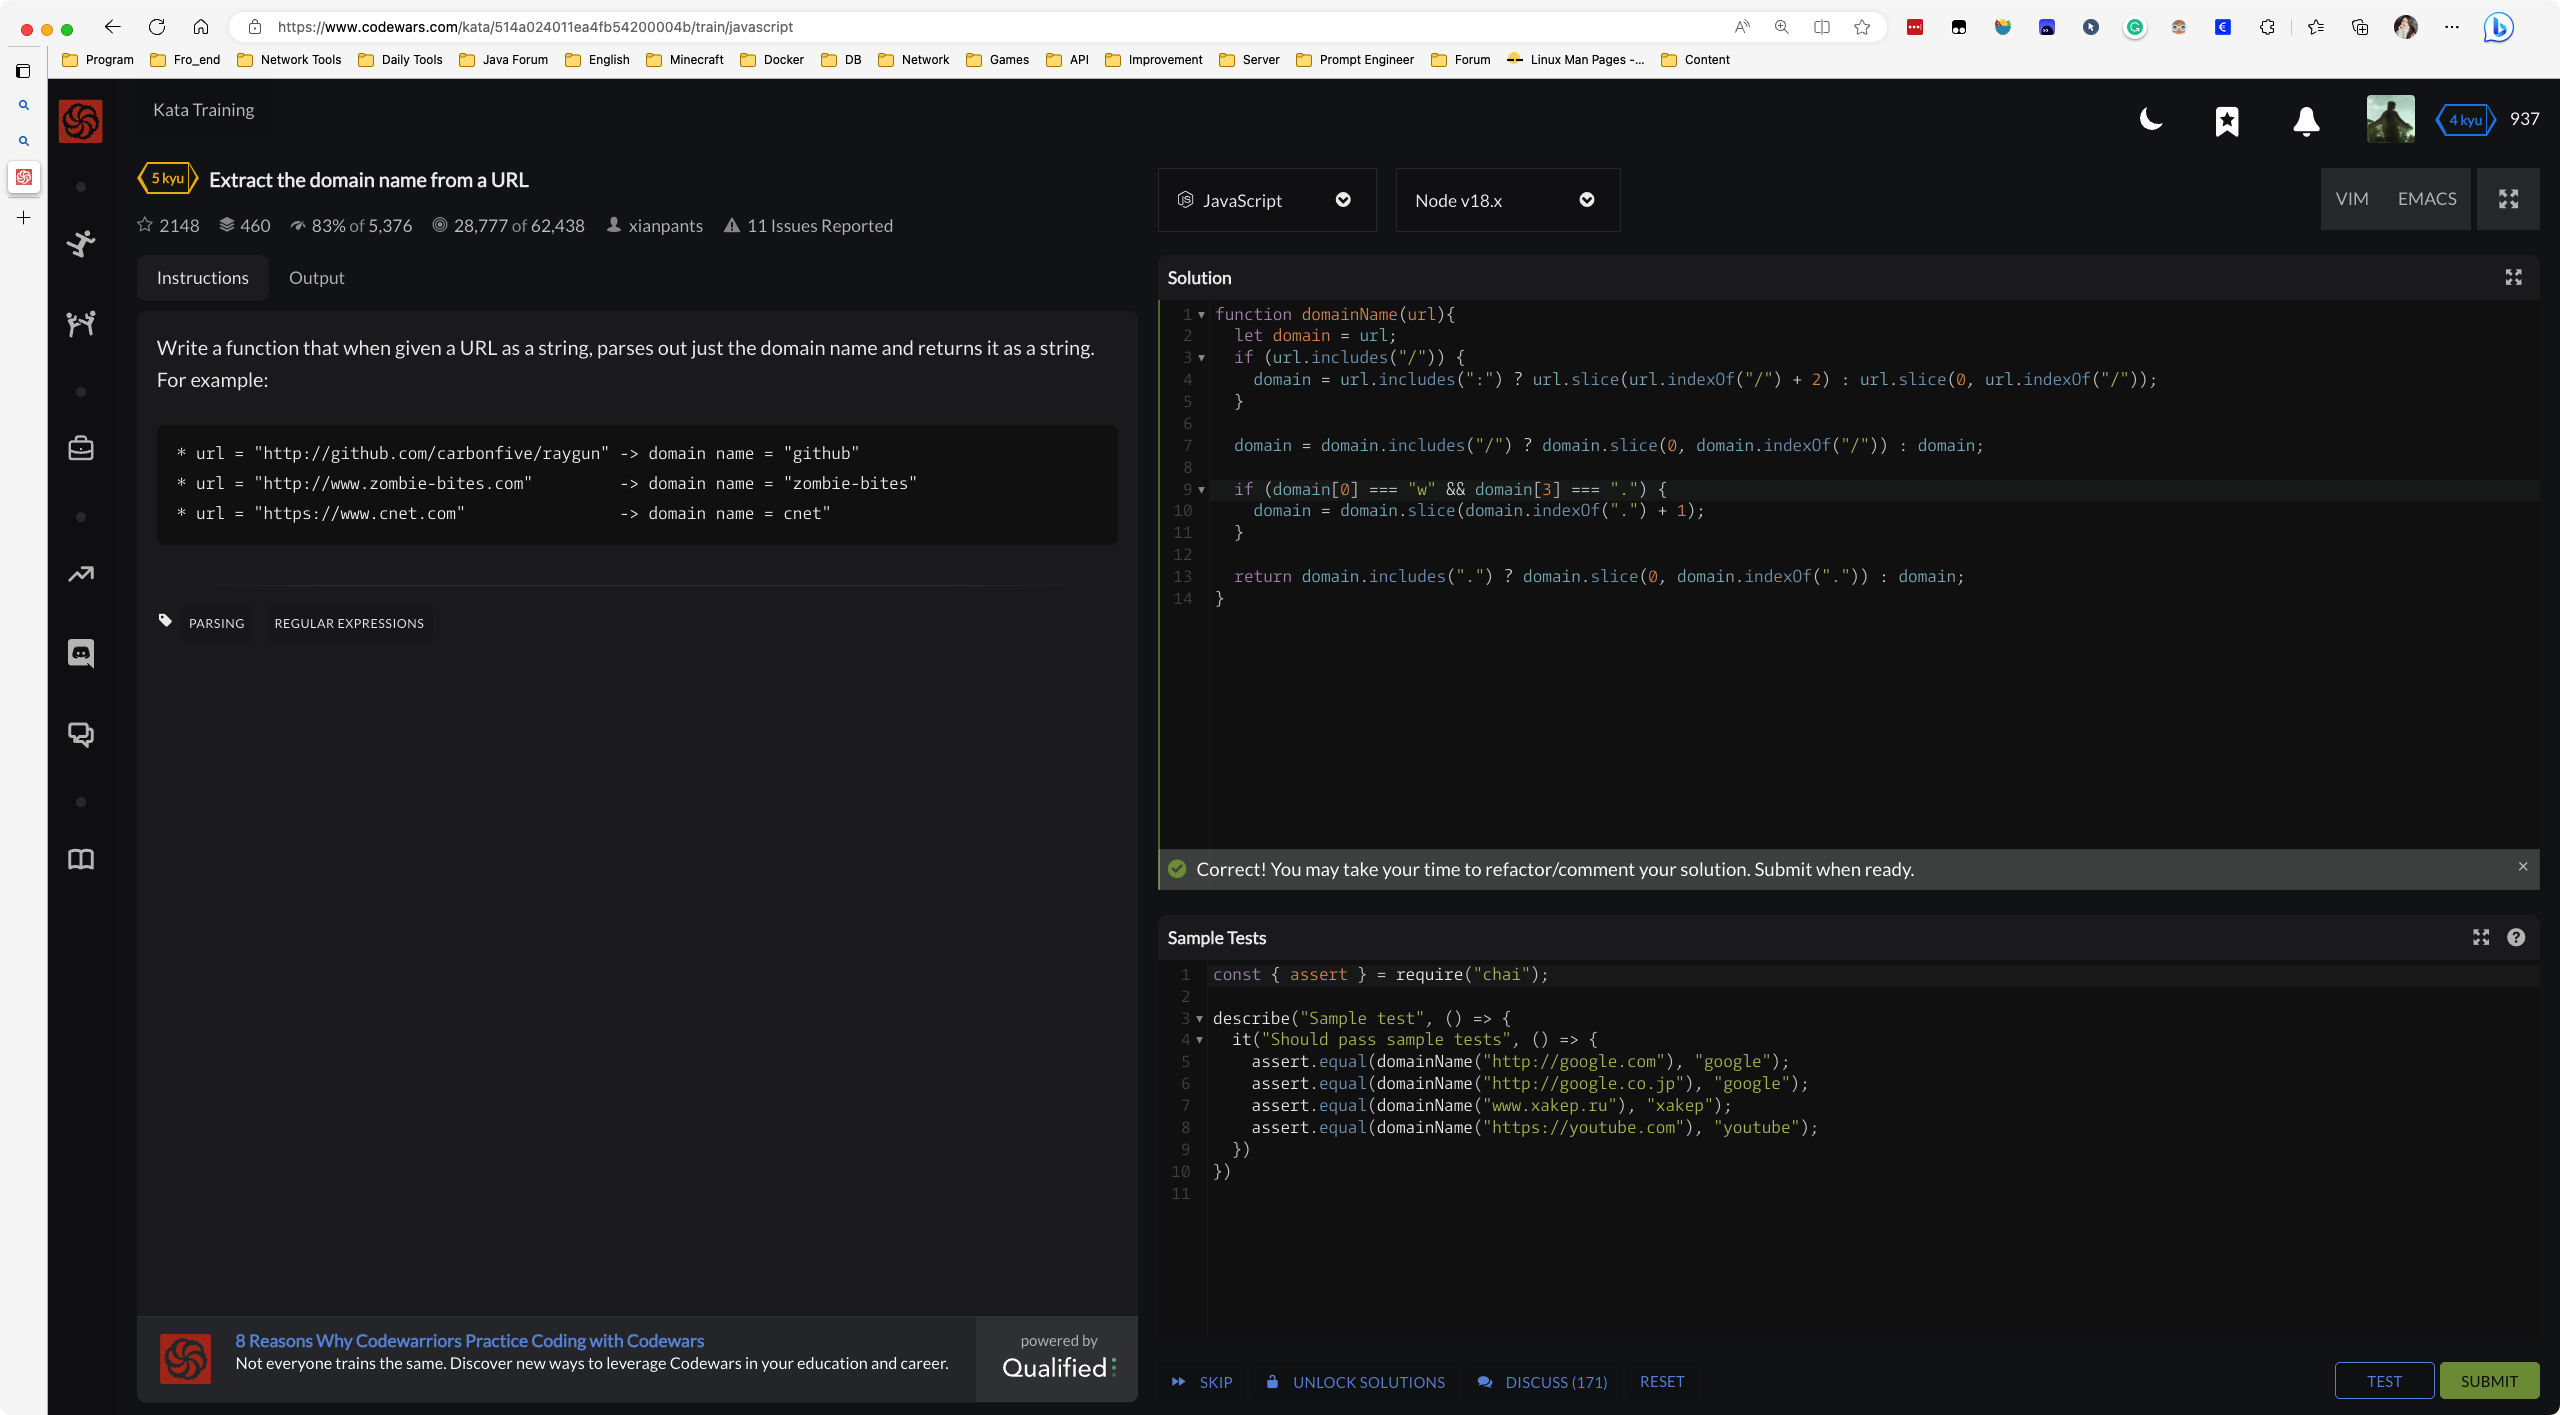 https://www.codewars.com/kata/514a024011ea4fb54200004b/train/javascript
Program Fro_end Network Tools Daily Tools Java Forum English Minecraft Docker DB Network Games API Improvement Server Prompt Engineer Forum Linux Man Pages -... Content
Kata Training
4 kyu 937
5 kyu Extract the domain name from a URL
2148 460 83% of 5,376 28,777 of 62,438 xianpants 11 Issues Reported
Instructions Output
Write a function that when given a URL as a string, parses out just the domain name and returns it as a string.
For example:
* url = "http://github.com/carbonfive/raygun" -> domain name = "github"
* url = "http://www.zombie-bites.com" -> domain name = "zombie-bites"
* url = "https://www.cnet.com" -> domain name = cnet"
PARSING REGULAR EXPRESSIONS
8 Reasons Why Codewarriors Practice Coding with Codewars
Not everyone trains the same. Discover new ways to leverage Codewars in your education and career.
powered by
Qualified
JavaScript Node v18.x VIM EMACS
Solution
1 function domainName(url){
2 let domain = url;
3 if (url.includes("/")) {
4 domain = url.includes(":") ? url.slice(url.indexOf("/") + 2) : url.slice(0, url.indexOf("/"));
5 }
6
7 domain = domain.includes("/") ? domain.slice(0, domain.indexOf("/")) : domain;
8
9 if (domain[0] === "w" && domain[3] === ".") {
10 domain = domain.slice(domain.indexOf(".") + 1);
11 }
12
13 return domain.includes(".") ? domain.slice(0, domain.indexOf(".")) : domain;
14 }
Correct! You may take your time to refactor/comment your solution. Submit when ready.
Sample Tests
1 const { assert } = require("chai");
2
3 describe("Sample test", () => {
4 it("Should pass sample tests", () => {
5 assert.equal(domainName("http://google.com"), "google");
6 assert.equal(domainName("http://google.co.jp"), "google");
7 assert.equal(domainName("www.xakep.ru"), "xakep");
8 assert.equal(domainName("https://youtube.com"), "youtube");
9 })
10 })
11
SKIP UNLOCK SOLUTIONS DISCUSS (171) RESET TEST SUBMIT